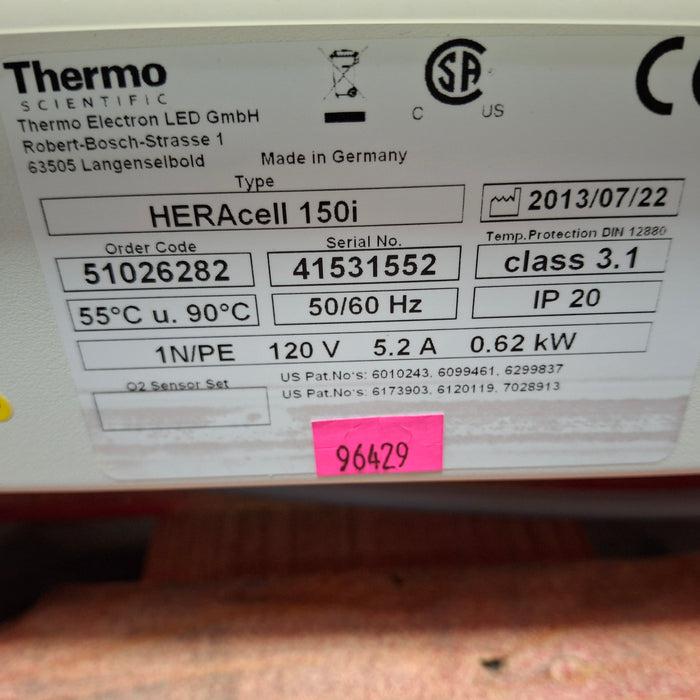 Thermo
SCIENTIFIC
Thermo Electron LED GmbH
Robert-Bosch-Strasse 1
63505 Langenselbold
Made in Germany
C SA US
CE
Type
HERAcell 150i
2013/07/22
Order Code
51026282
Serial No.
41531552
Temp.Protection DIN 12880
class 3.1
55°C u. 90°C
50/60 Hz
IP 20
1N/PE 120 V 5.2 A 0.62 kW
O2 Sensor Set
US Pat.No's: 6010243, 6099461, 6299837
US Pat.No's: 6173903, 6120119, 7028913
96429